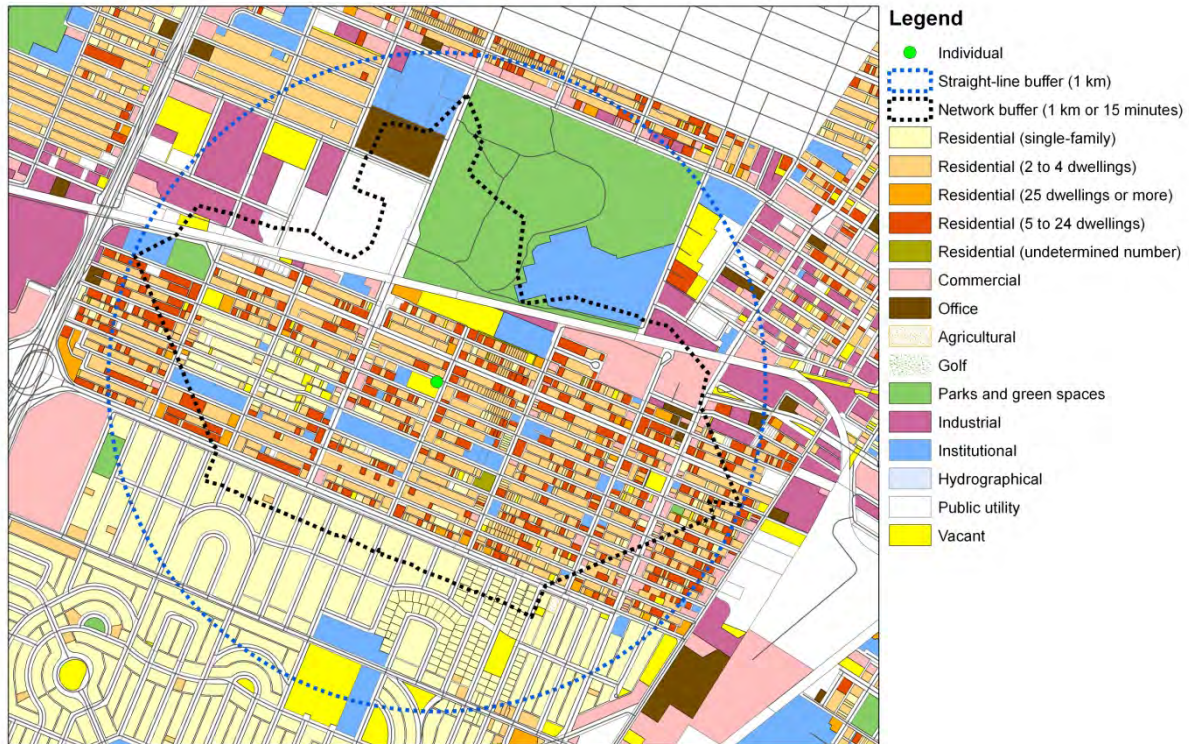 Legend
Individual
Straight-line buffer (1 km)
Network buffer (1 km or 15 minutes)
Residential (single-family)
Residential (2 to 4 dwellings)
Residential (25 dwellings or more)
Residential (5 to 24 dwellings)
Residential (undetermined number)
Commercial
Office
Agricultural
Golf
Parks and green spaces
Industrial
Institutional
Hydrographical
Public utility
Vacant